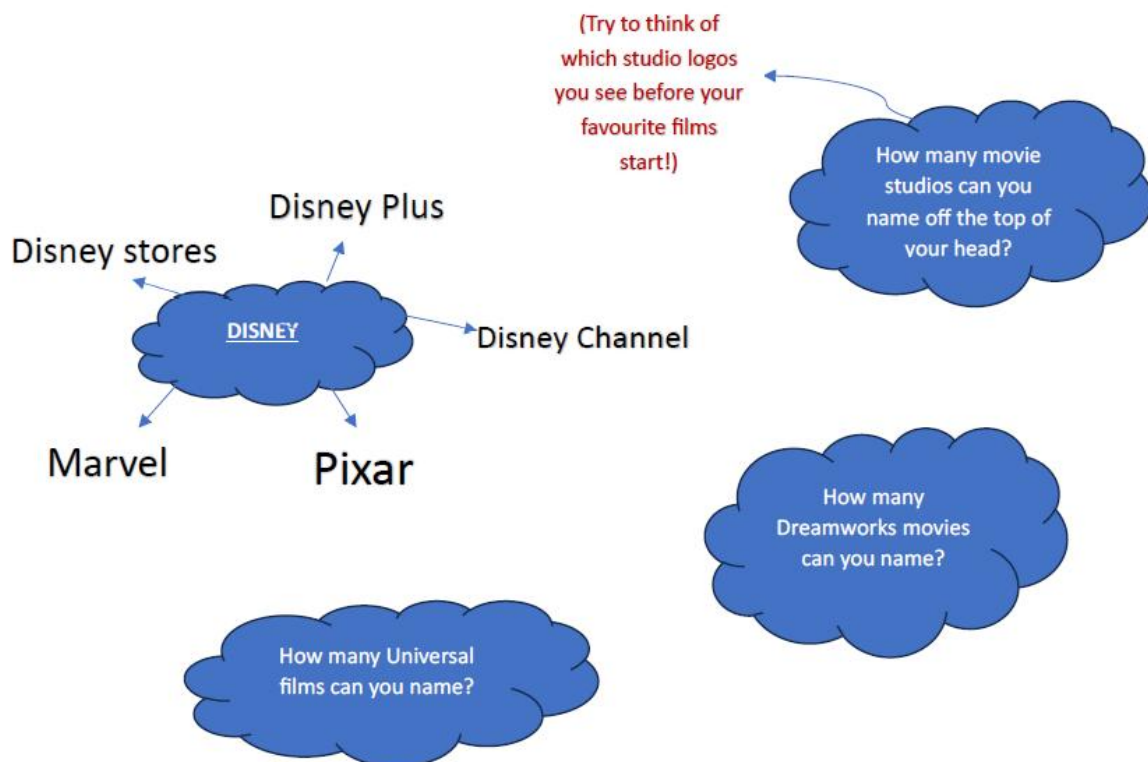 (Try to think of
which studio logos
you see before your
favourite films
start!)
How many movie
studios can you
name off the top of
your head?
Disney Plus
Disney stores
DISNEY
Disney Channel
Marvel
Pixar
How many
Dreamworks movies
can you name?
How many Universal
films can you name?